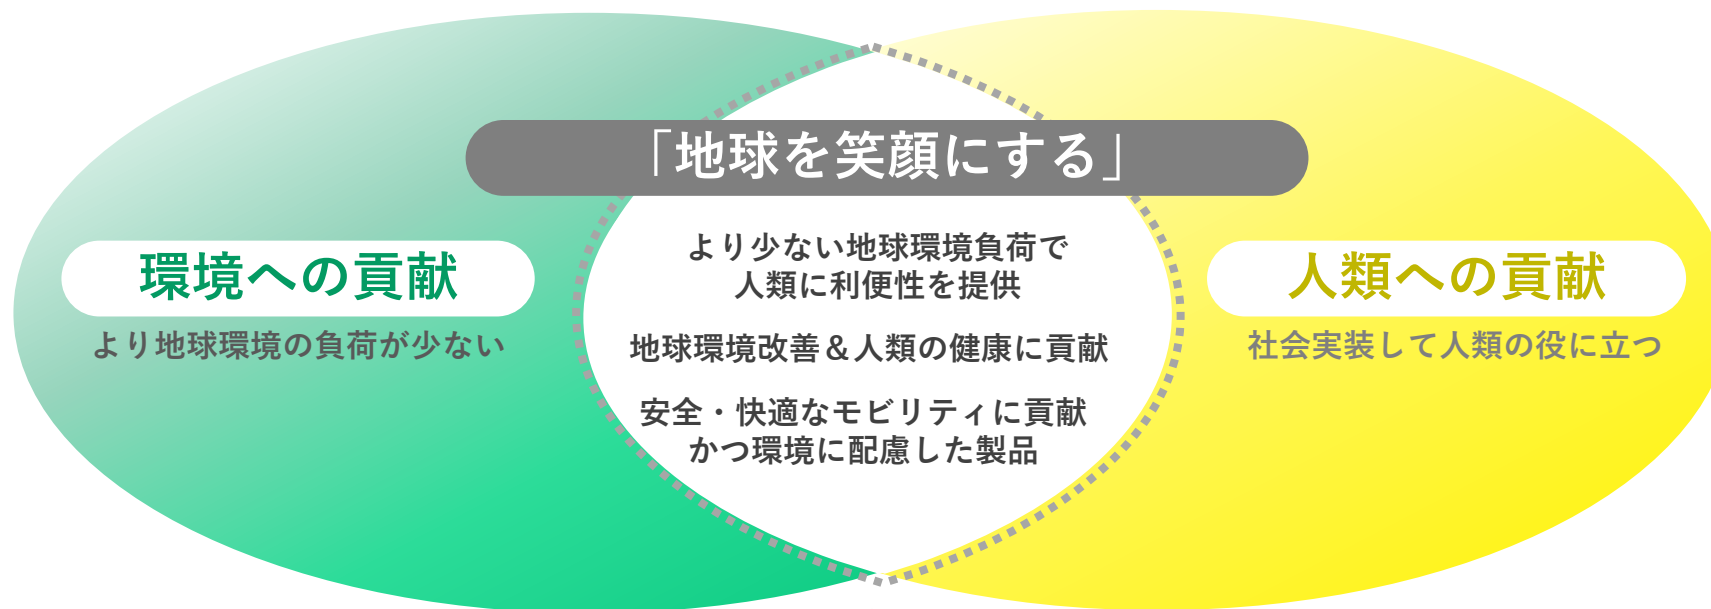 「地球を笑顔にする」
環境への貢献
より地球環境の負荷が少ない
より少ない地球環境負荷で
人類に利便性を提供
地球環境改善＆人類の健康に貢献
安全・快適なモビリティに貢献
かつ環境に配慮した製品
人類への貢献
社会実装して人類の役に立つ